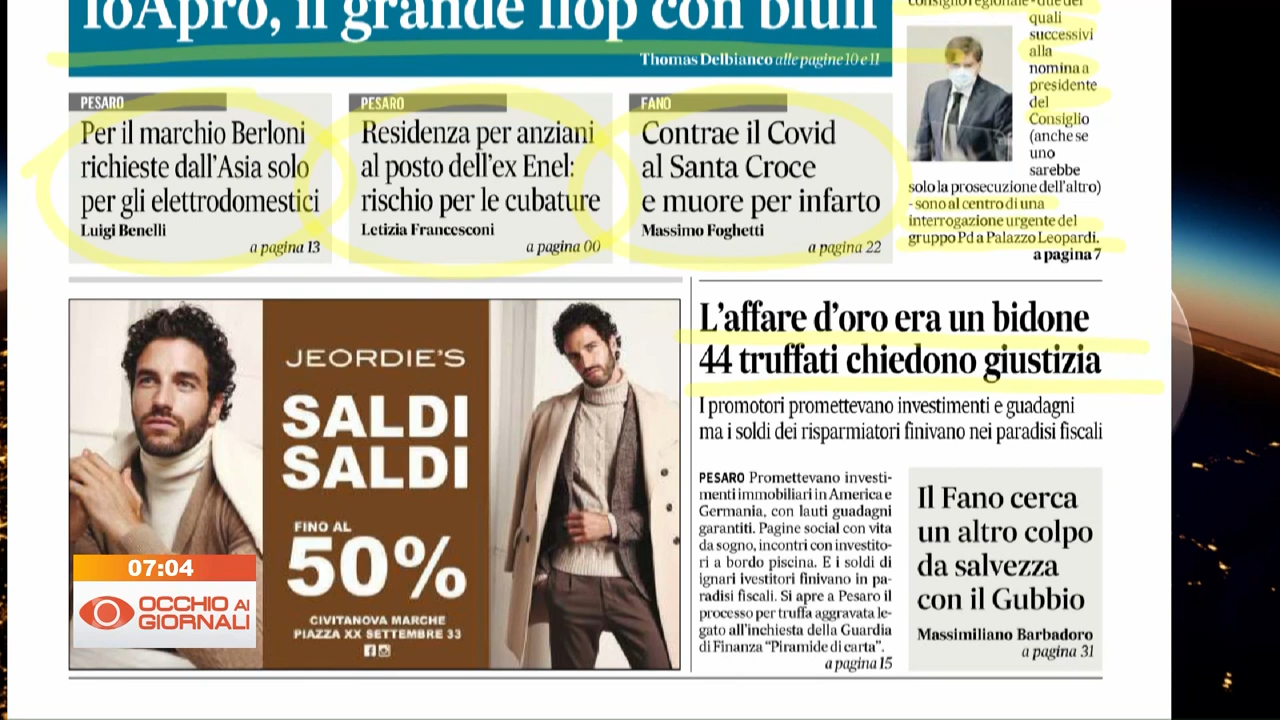 IoApro, il grande flop con bluff
Thomas Delbianco alle pagine 10 e 11
consiglio regionale - due dei
quali
successivi
alla
nomina a
presidente
del
Consiglio
(anche se
uno
sarebbe
solo la prosecuzione dell'altro)
- sono al centro di una
interrogazione urgente del
gruppo Pd a Palazzo Leopardi.
a pagina 7
PESARO
Per il marchio Berloni
richieste dall'Asia solo
per gli elettrodomestici
Luigi Benelli
a pagina 13
PESARO
Residenza per anziani
al posto dell'ex Enel:
rischio per le cubature
Letizia Francesconi
a pagina 00
FANO
Contrae il Covid
al Santa Croce
e muore per infarto
Massimo Foghetti
a pagina 22
JEORDIE'S
SALDI
SALDI
FINO AL
50%
CIVITANOVA MARCHE
PIAZZA XX SETTEMBRE 33
07:04
OCCHIO AI
GIORNALI
L'affare d'oro era un bidone
44 truffati chiedono giustizia
I promotori promettevano investimenti e guadagni
ma i soldi dei risparmiatori finivano nei paradisi fiscali
PESARO Promettevano investi-
menti immobiliari in America e
Germania, con lauti guadagni
garantiti. Pagine social con vita
da sogno, incontri con investito-
ri a bordo piscina. E i soldi di
ignari ivestitori finivano in pa-
radisi fiscali. Si apre a Pesaro il
processo per truffa aggravata le-
gato all'inchiesta della Guardia
di Finanza "Piramide di carta".
a pagina 15
Il Fano cerca
un altro colpo
da salvezza
con il Gubbio
Massimiliano Barbadoro
a pagina 31